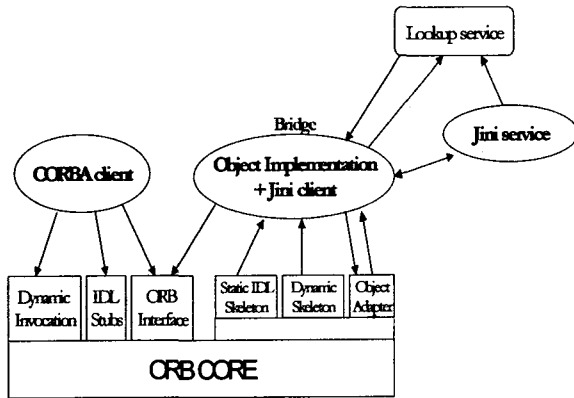 Lookup service
Bridge
Jini service
CORBA client
Object Implementation
+ Jini client
Dynamic
Invocation
IDL
Stubs
ORB
Interface
Static IDL
Skeleton
Dynamic
Skeleton
Object
Adapter
ORB CORE